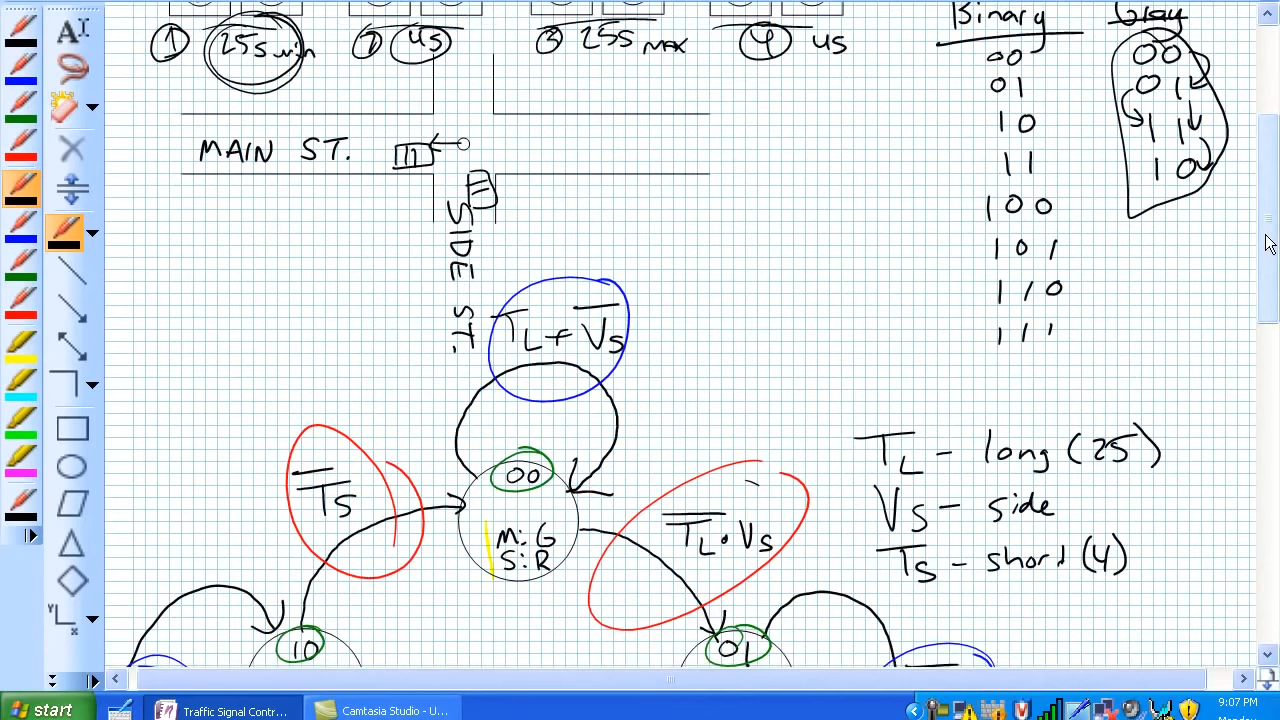 Binary Gray
① 25s min ② 4s ③ 25s MAX ④ 4s
00 00
01 01
10 11
11 10
100
101
110
111
MAIN ST.
SIDE ST.
T̅L + V̅s
00
M: G
S: R
T̅s
T̅L · Vs
TL - long (25)
Vs - side
Ts - short (4)
10
01
start
Traffic Signal Contr...
Camtasia Studio - U...
9:07 PM
Monday